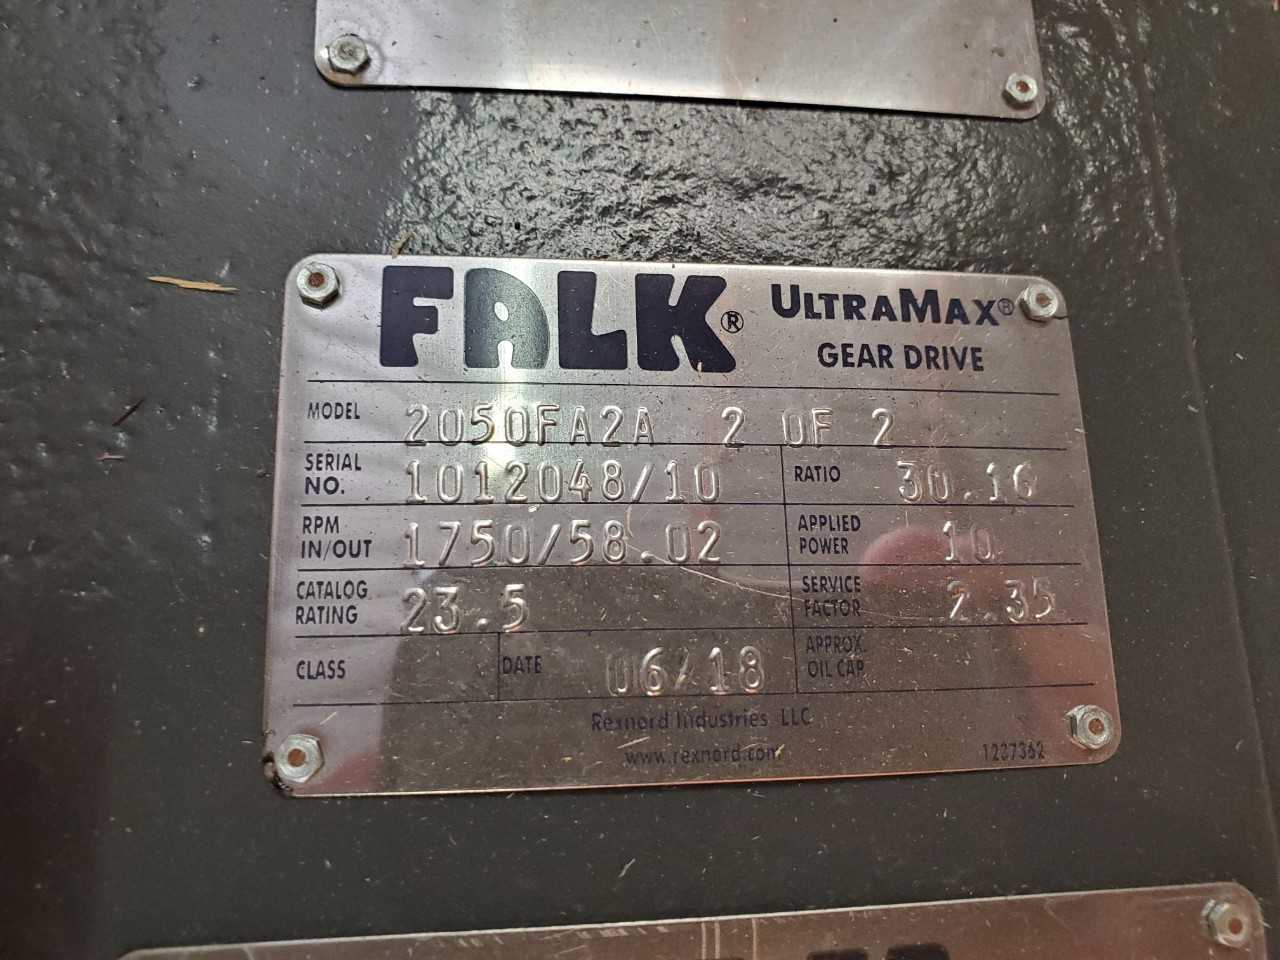 FALK® ULTRAMAX®
GEAR DRIVE
MODEL 2050FA2A 2 OF 2
SERIAL NO. 1012048/10 RATIO 30.16
RPM IN/OUT 1750/58.02 APPLIED POWER 10
CATALOG RATING 23.5 SERVICE FACTOR 2.35
CLASS DATE 06/18 APPROX. OIL CAP.
Rexnord Industries LLC
www.rexnord.com 1237362